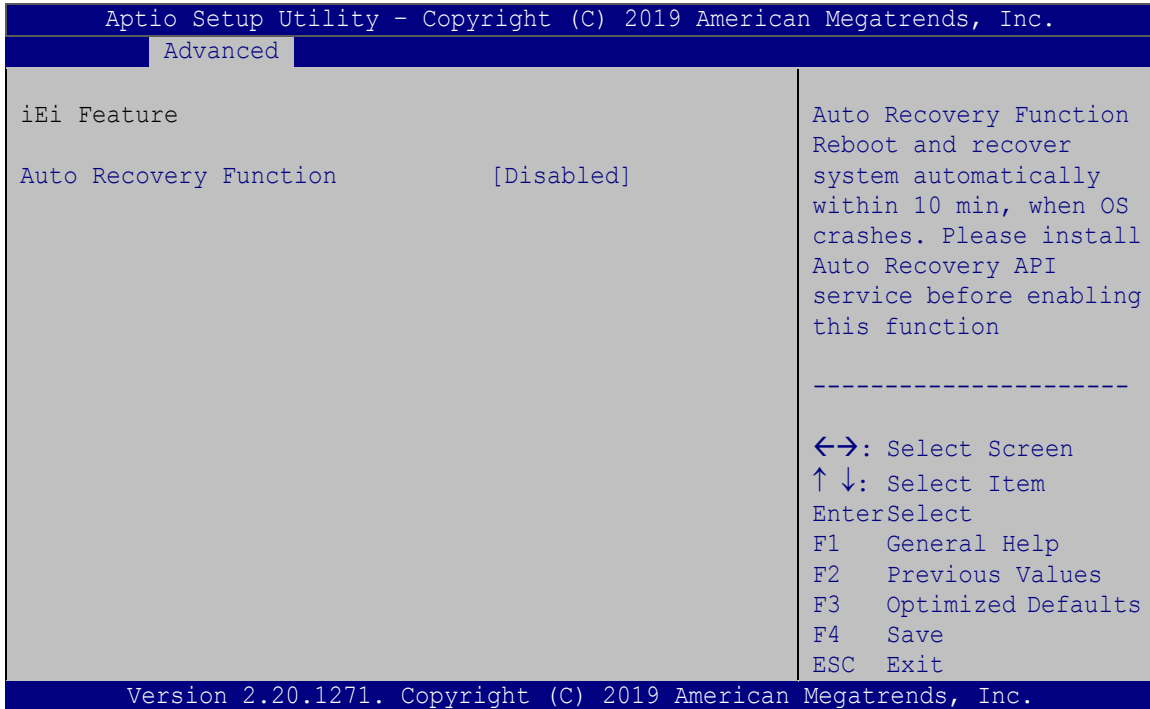 Aptio Setup Utility – Copyright (C) 2019 American Megatrends, Inc.
Advanced
iEi Feature
Auto Recovery Function [Disabled]
Auto Recovery Function
Reboot and recover
system automatically
within 10 min, when OS
crashes. Please install
Auto Recovery API
service before enabling
this function
----------------------
←→: Select Screen
↑ ↓: Select Item
EnterSelect
F1 General Help
F2 Previous Values
F3 Optimized Defaults
F4 Save
ESC Exit
Version 2.20.1271. Copyright (C) 2019 American Megatrends, Inc.